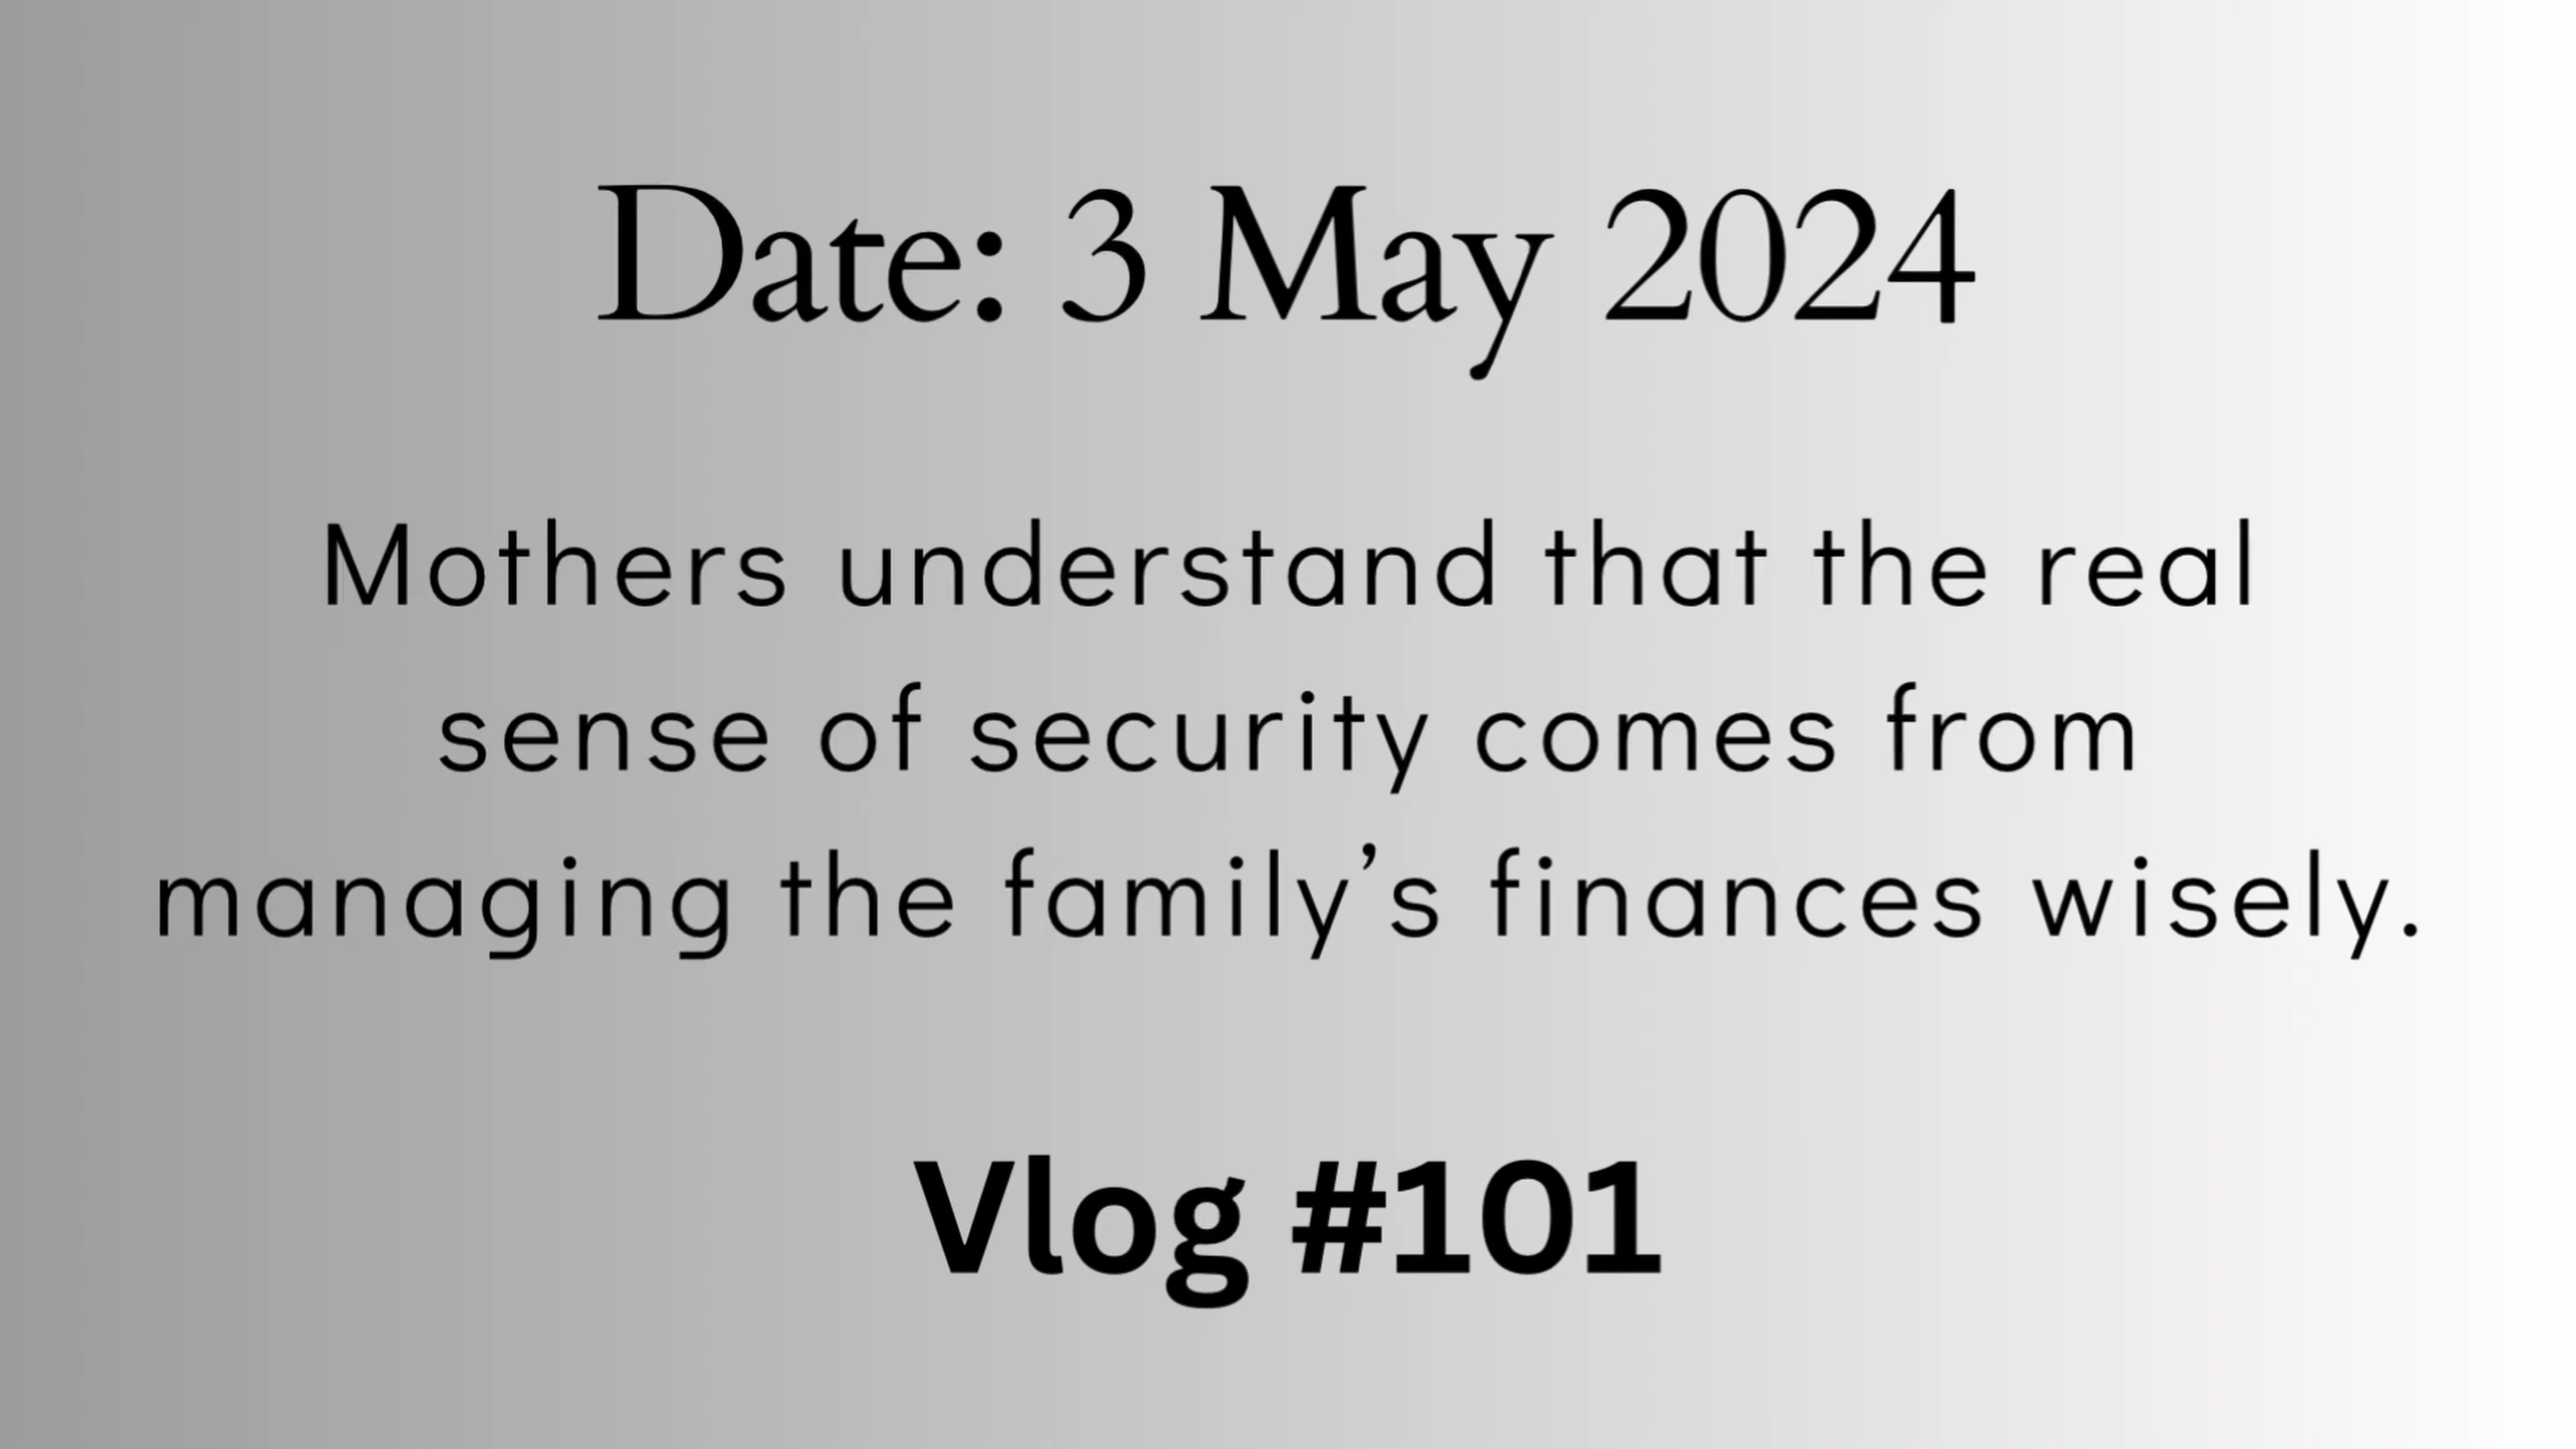 Date: 3 May 2024
Mothers understand that the real
sense of security comes from
managing the family’s finances wisely.
Vlog #101